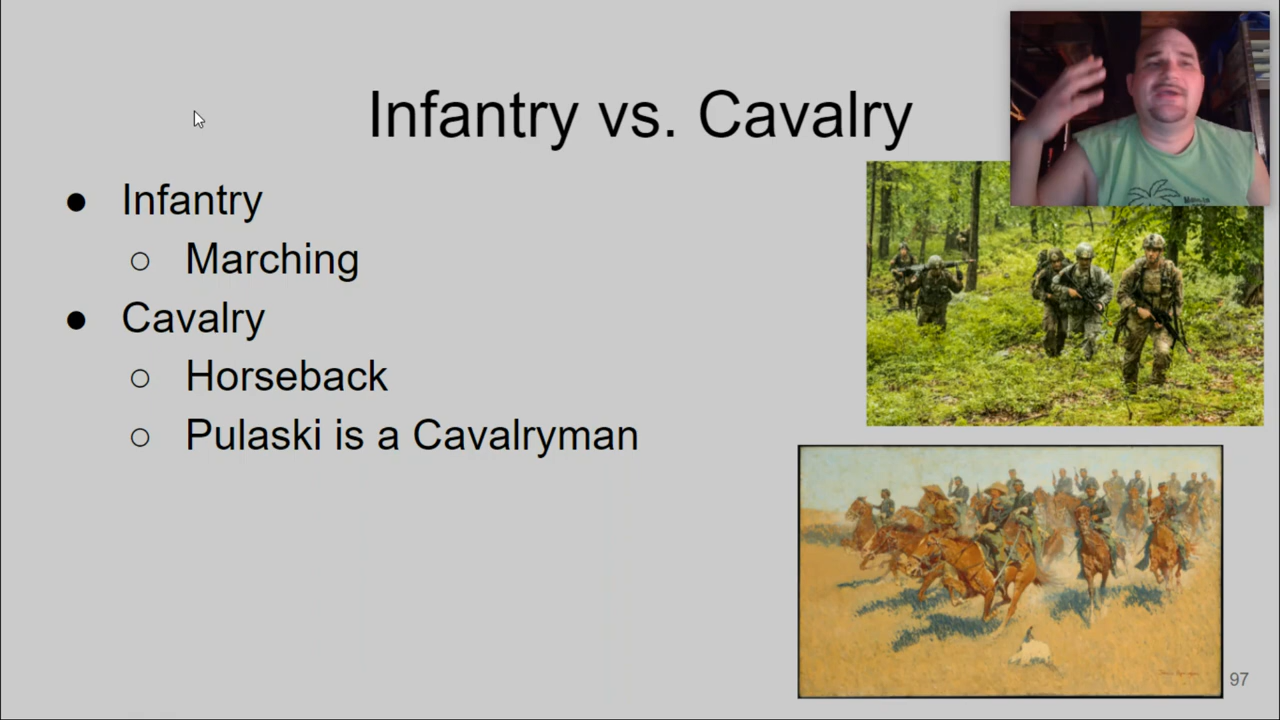 Infantry vs. Cavalry
● Infantry
○ Marching
● Cavalry
○ Horseback
○ Pulaski is a Cavalryman
97